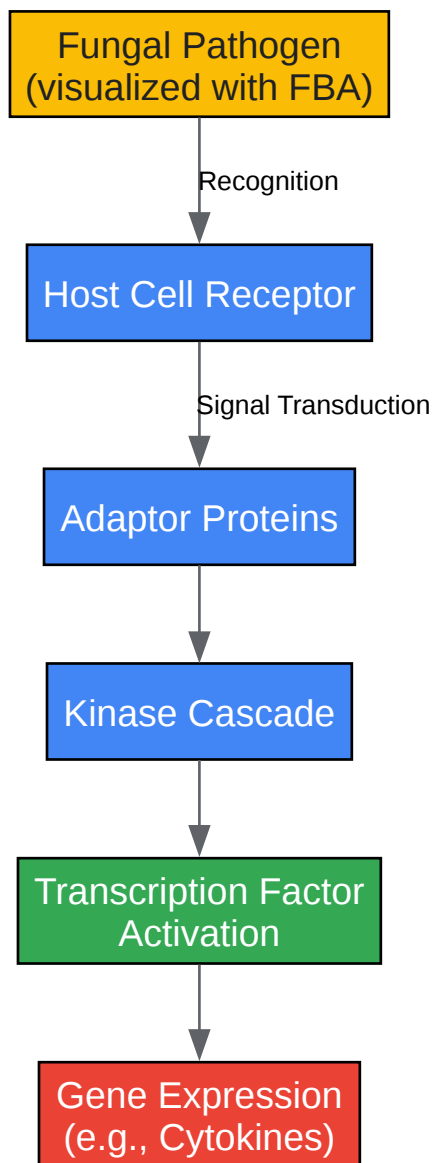 Fungal Pathogen
(visualized with FBA)
Recognition
Host Cell Receptor
Signal Transduction
Adaptor Proteins
Kinase Cascade
Transcription Factor
Activation
Gene Expression
(e.g., Cytokines)